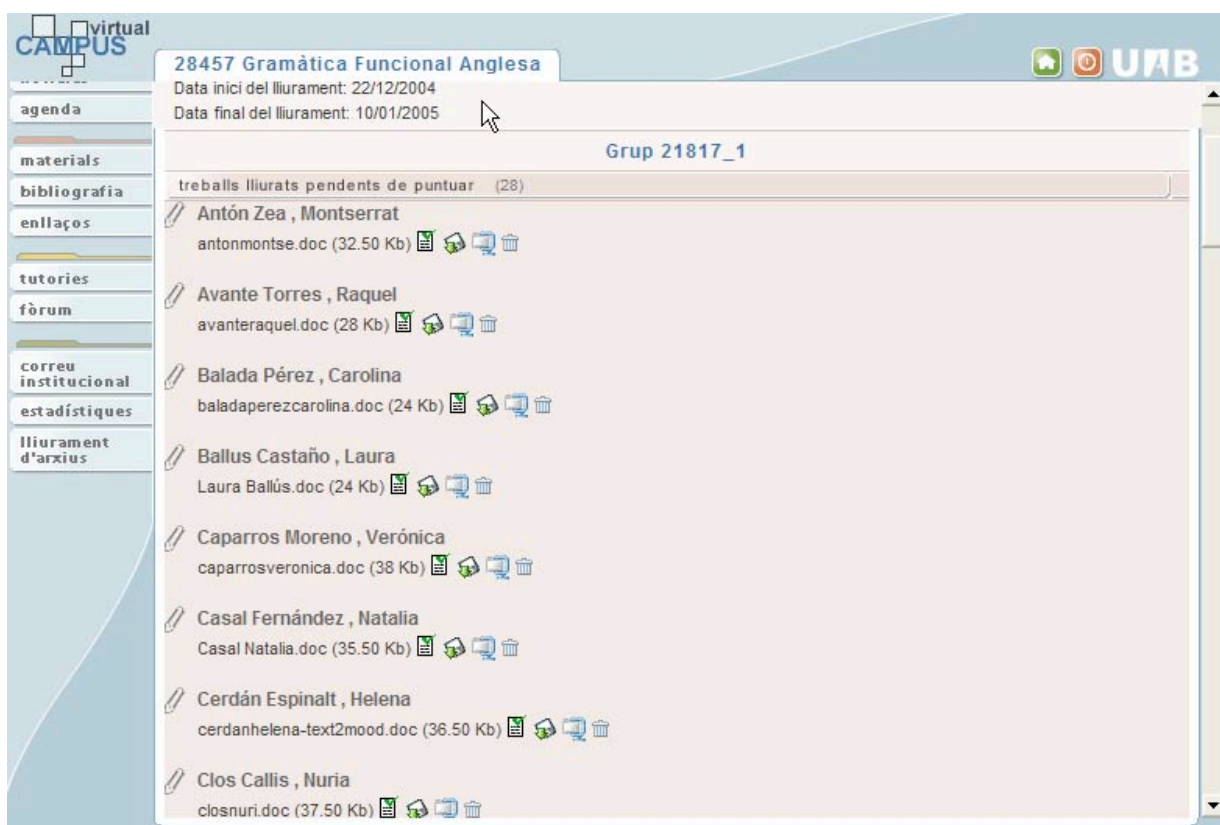 virtual
CAMPUS
28457 Gramàtica Funcional Anglesa
UAB
Data inici del lliurament: 22/12/2004
Data final del lliurament: 10/01/2005
agenda
materials
bibliografia
enllaços
tutories
fòrum
correu
institucional
estadístiques
lliurament
d'arxius
Grup 21817_1
treballs lliurats pendents de puntuar (28)
Antón Zea , Montserrat
antonmontse.doc (32.50 Kb)
Avante Torres , Raquel
avanteraquel.doc (28 Kb)
Balada Pérez , Carolina
baladaperezcarolina.doc (24 Kb)
Ballus Castaño , Laura
Laura Ballús.doc (24 Kb)
Caparros Moreno , Verónica
caparrosveronica.doc (38 Kb)
Casal Fernández , Natalia
Casal Natalia.doc (35.50 Kb)
Cerdán Espinalt , Helena
cerdanhelena-text2mood.doc (36.50 Kb)
Clos Callis , Nuria
closnuri.doc (37.50 Kb)